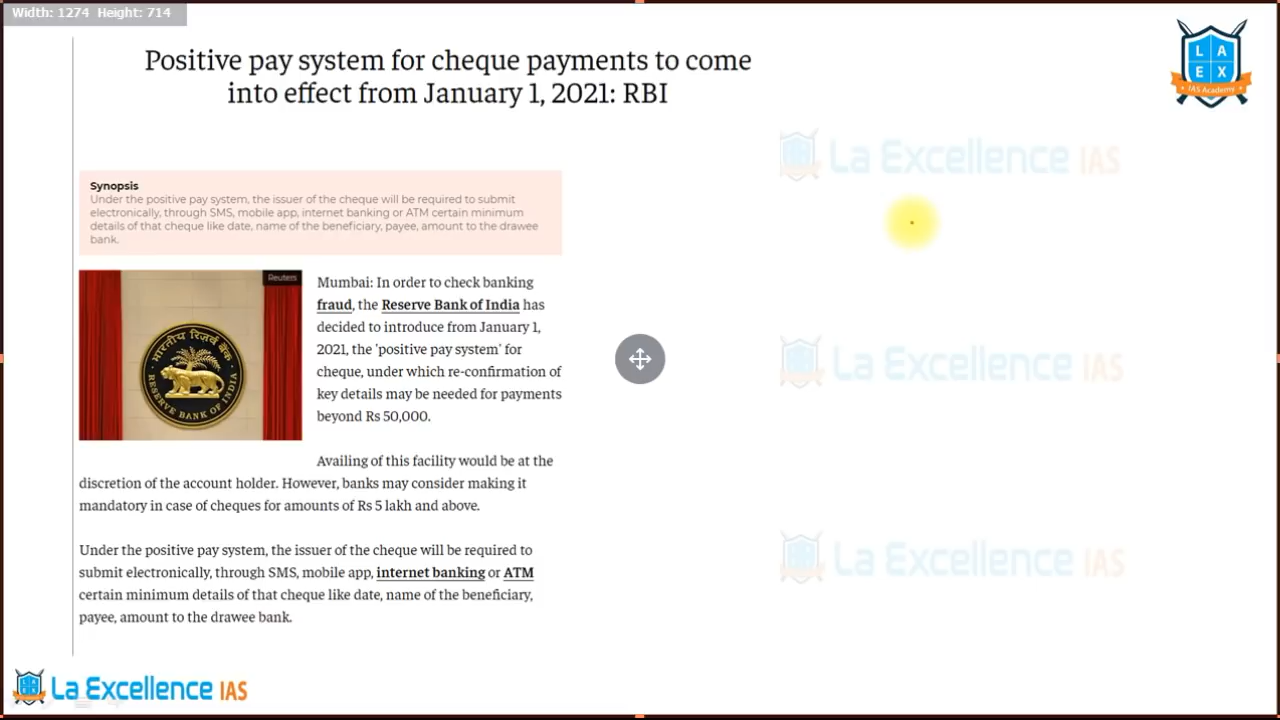 Width: 1274 Height: 714
Positive pay system for cheque payments to come
into effect from January 1, 2021: RBI
L A
E X
IAS Academy
La Excellence IAS
Synopsis
Under the positive pay system, the issuer of the cheque will be required to submit
electronically, through SMS, mobile app, internet banking or ATM certain minimum
details of that cheque like date, name of the beneficiary, payee, amount to the drawee
bank.
Reuters
भारतीय रिज़र्व बैंक
RESERVE BANK OF INDIA
Mumbai: In order to check banking
fraud, the Reserve Bank of India has
decided to introduce from January 1,
2021, the 'positive pay system' for
cheque, under which re-confirmation of
key details may be needed for payments
beyond Rs 50,000.
La Excellence IAS
Availing of this facility would be at the
discretion of the account holder. However, banks may consider making it
mandatory in case of cheques for amounts of Rs 5 lakh and above.
Under the positive pay system, the issuer of the cheque will be required to
submit electronically, through SMS, mobile app, internet banking or ATM
certain minimum details of that cheque like date, name of the beneficiary,
payee, amount to the drawee bank.
La Excellence IAS
La Excellence IAS